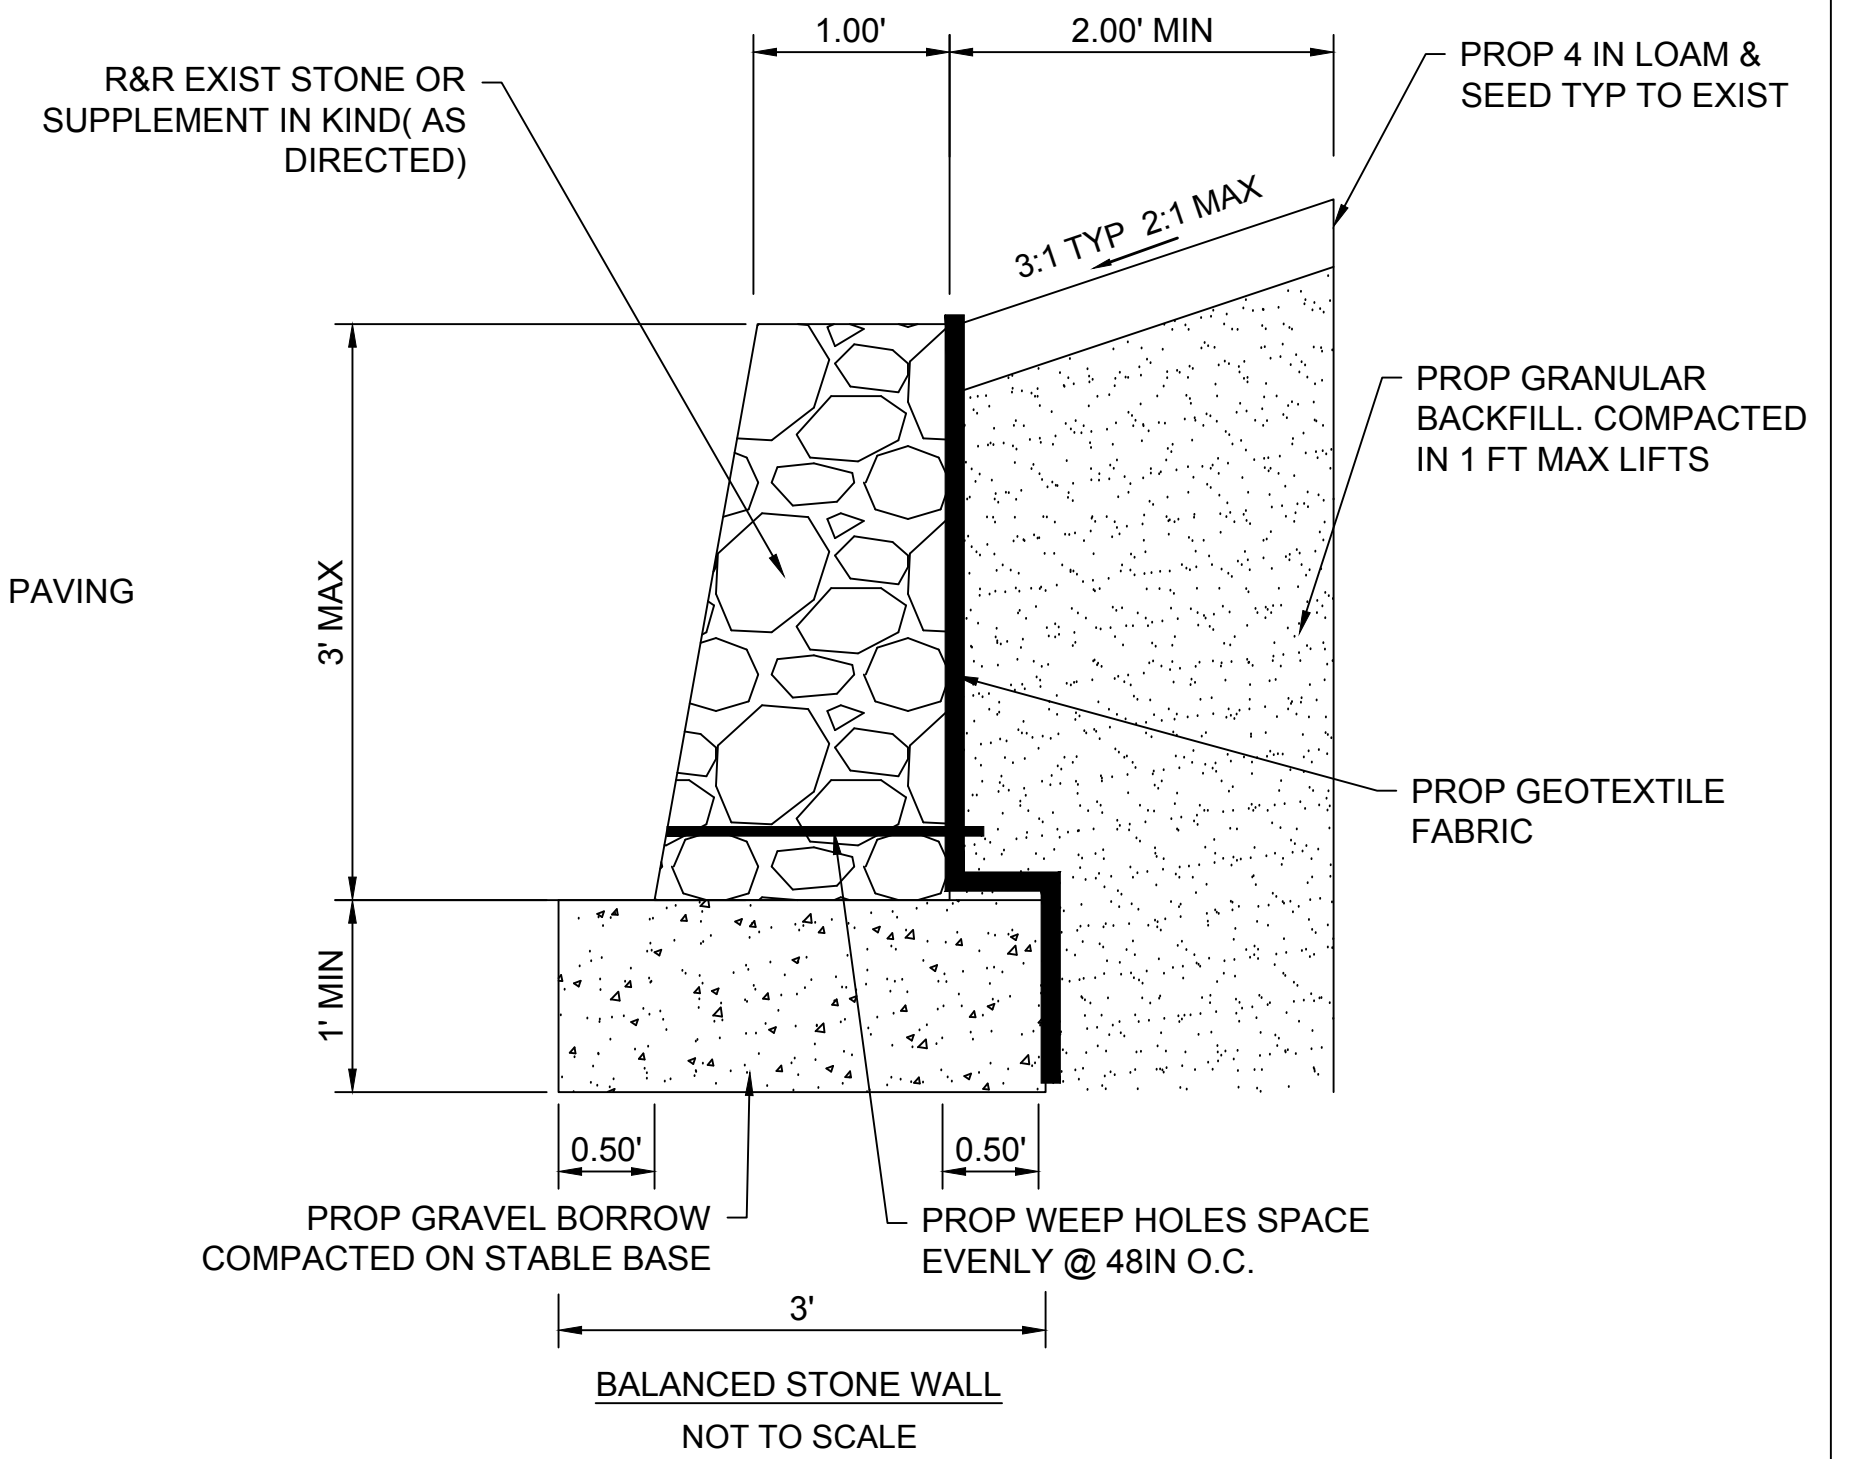 1.00'
2.00' MIN
R&R EXIST STONE OR
SUPPLEMENT IN KIND( AS
DIRECTED)
PROP 4 IN LOAM &
SEED TYP TO EXIST
3:1 TYP 2:1 MAX
PROP GRANULAR
BACKFILL. COMPACTED
IN 1 FT MAX LIFTS
PAVING
3' MAX
PROP GEOTEXTILE
FABRIC
1' MIN
0.50'
0.50'
PROP GRAVEL BORROW
COMPACTED ON STABLE BASE
PROP WEEP HOLES SPACE
EVENLY @ 48IN O.C.
3'
BALANCED STONE WALL
NOT TO SCALE